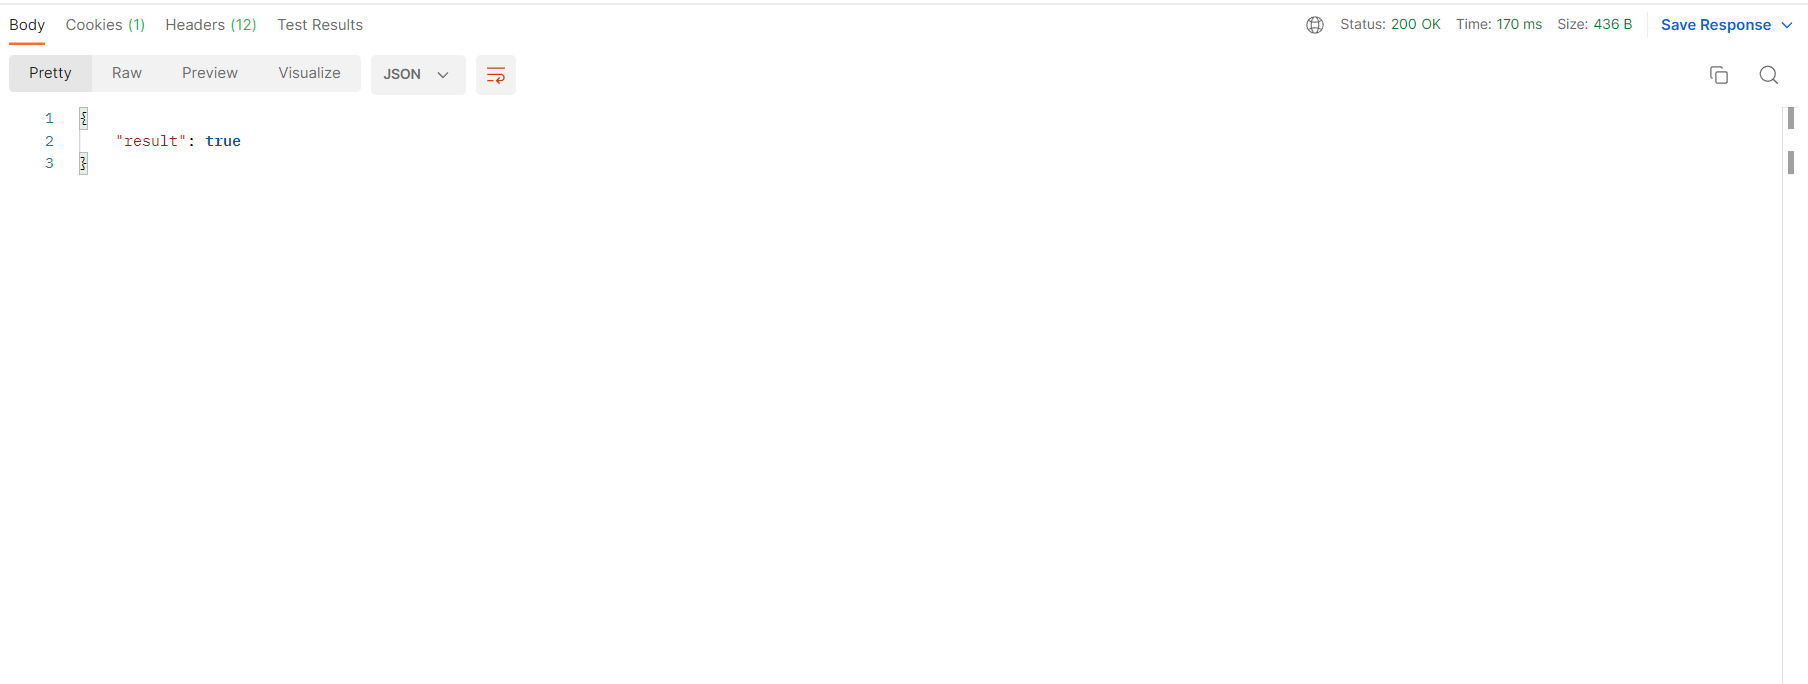 Body Cookies (1) Headers (12) Test Results Status: 200 OK Time: 170 ms Size: 436 B Save Response
Pretty Raw Preview Visualize JSON
1 {
2 "result": true
3 }